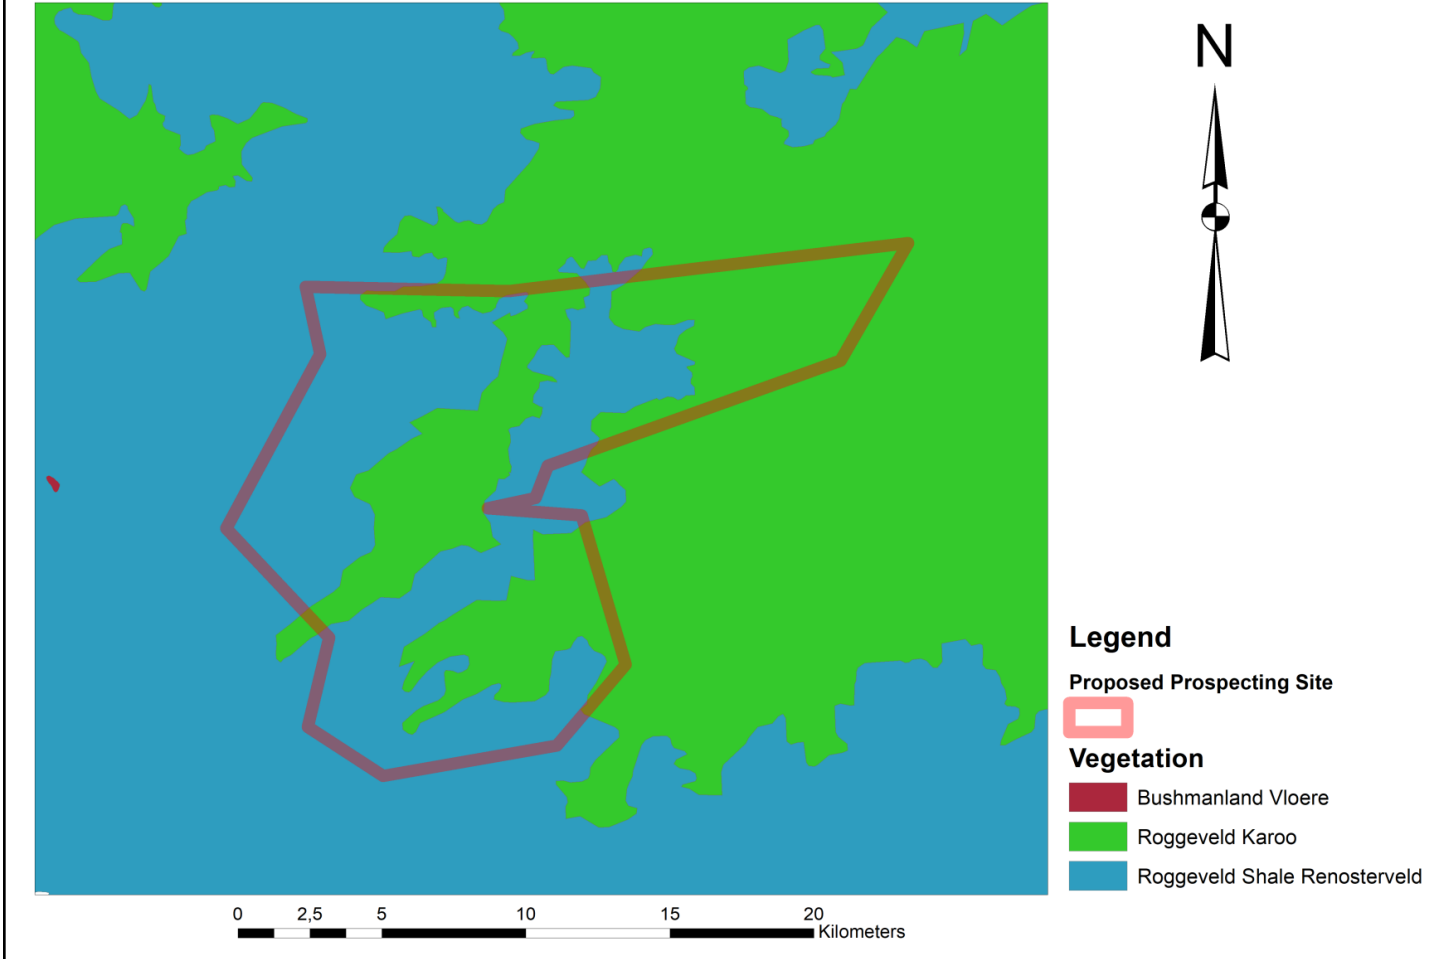 N
Legend
Proposed Prospecting Site
Vegetation
Bushmanland Vloere
Roggeveld Karoo
Roggeveld Shale Renosterveld
0 2,5 5 10 15 20
Kilometers